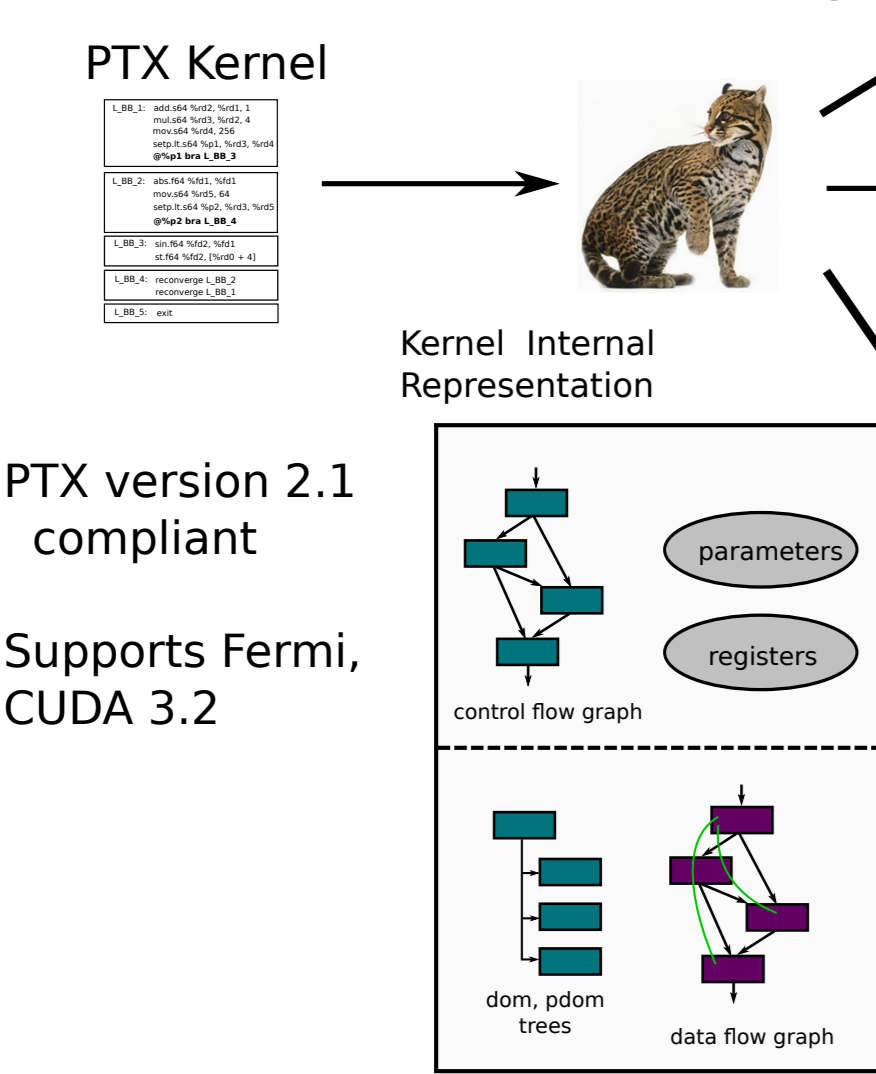 PTX Kernel
L_BB_1: add.s64 %rd2, %rd1, 1
mul.s64 %rd3, %rd2, 4
mov.s64 %rd4, 256
setp.lt.s64 %p1, %rd3, %rd4
@%p1 bra L_BB_3
L_BB_2: abs.f64 %fd1, %fd1
mov.s64 %rd5, 64
setp.lt.s64 %p2, %rd3, %rd5
@%p2 bra L_BB_4
L_BB_3: sin.f64 %fd2, %fd1
st.f64 %fd2, [%rd0 + 4]
L_BB_4: reconverge L_BB_2
reconverge L_BB_1
L_BB_5: exit
Kernel Internal
Representation
PTX version 2.1
compliant
Supports Fermi,
CUDA 3.2
parameters
registers
control flow graph
dom, pdom
trees
data flow graph